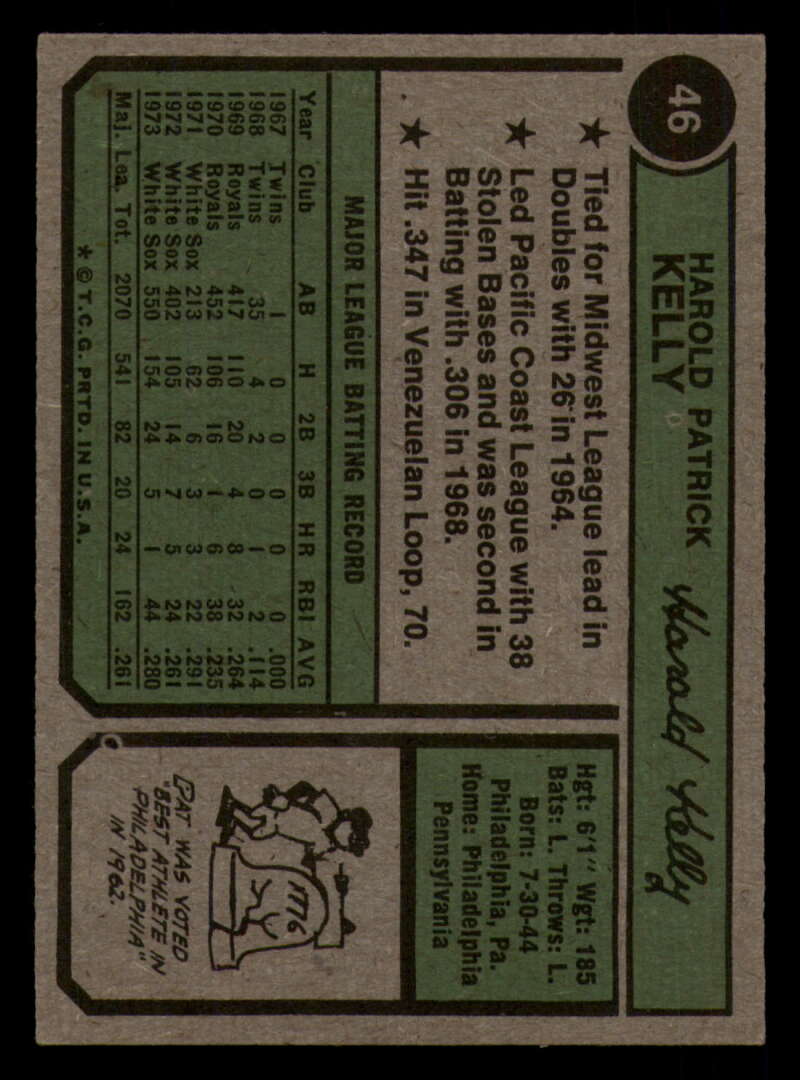 46
HAROLD PATRICK
KELLY
Harold Kelly
★ Tied for Midwest League lead in
Doubles with 26 in 1964.
★ Led Pacific Coast League with 38
Stolen Bases and was second in
Batting with .306 in 1968.
★ Hit .347 in Venezuelan Loop, 70.
MAJOR LEAGUE BATTING RECORD
Year Club AB H 2B 3B HR RBI AVG
1967 Twins 1 0 0 0 0 0 .000
1968 Twins 35 4 2 0 1 2 .114
1969 Royals 417 110 20 4 8 32 .264
1970 Royals 452 106 16 1 6 38 .235
1971 White Sox 213 62 6 3 3 22 .291
1972 White Sox 402 105 14 7 5 24 .261
1973 White Sox 550 154 24 5 1 44 .280
Maj. Lea. Tot. 2070 541 82 20 24 162 .261
* © T.C.G. PRTD. IN U.S.A.
Hgt: 6'1" Wgt: 185
Bats: L. Throws: L.
Born: 7-30-44
Philadelphia, Pa.
Home: Philadelphia
Pennsylvania
1776
PAT WAS VOTED
"BEST ATHLETE IN
PHILADELPHIA"
IN 1962.